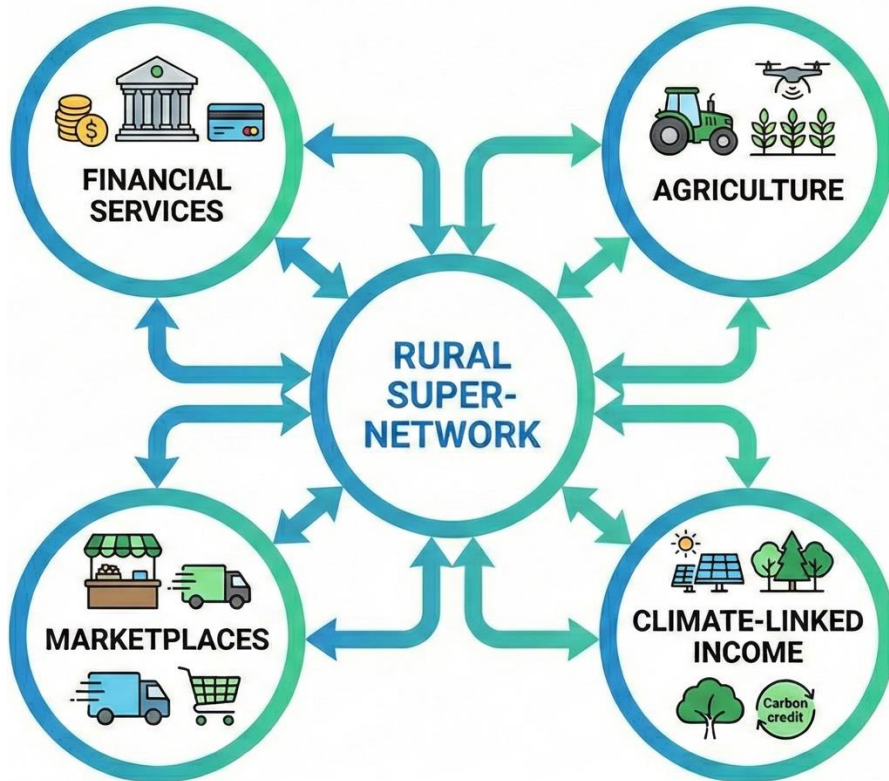 $
FINANCIAL
SERVICES
AGRICULTURE
RURAL
SUPER-
NETWORK
MARKETPLACES
CLIMATE-LINKED
INCOME
Carbon
credit